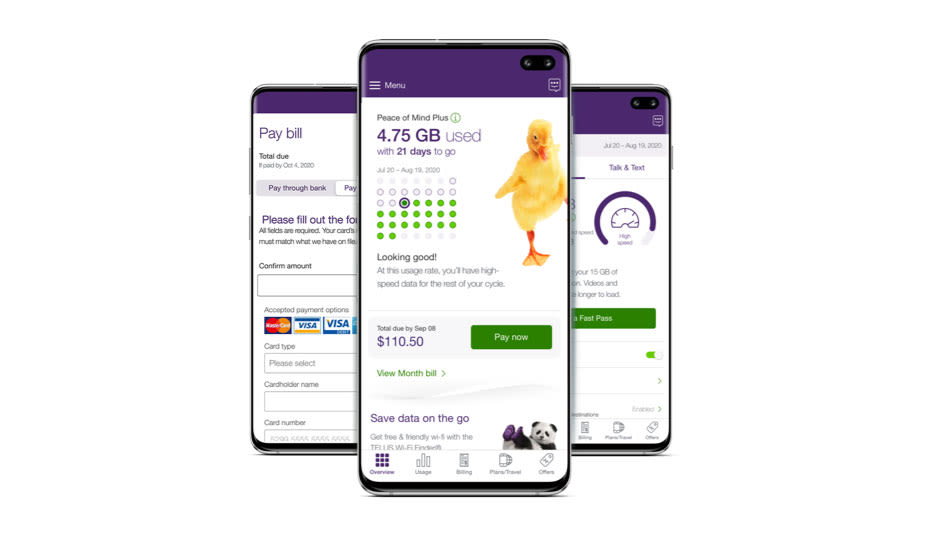 Pay bill
Total due
If paid by Oct 4, 2020
Pay through bank
Pay
Please fill out the for
All fields are required. Your card's
must match what we have on file.
Confirm amount
Accepted payment options
MasterCard
VISA
VISA
DEBIT
Card type
Please select
Cardholder name
Card number
Menu
Peace of Mind Plus
4.75 GB used
with 21 days to go
Jul 20 – Aug 19, 2020
Looking good!
At this usage rate, you'll have high-
speed data for the rest of your cycle.
Total due by Sep 08
$110.50
Pay now
View Month bill
Save data on the go
Get free & friendly wi-fi with the
TELUS Wi-Fi Finder®
Overview
Usage
Billing
Plans/Travel
Offers
Jul 20 – Aug 19, 2020
Talk & Text
speed
High
speed
your 15 GB of
on. Videos and
longer to load.
a Fast Pass
Enabled
destinations
Billing
Plans/Travel
Offers